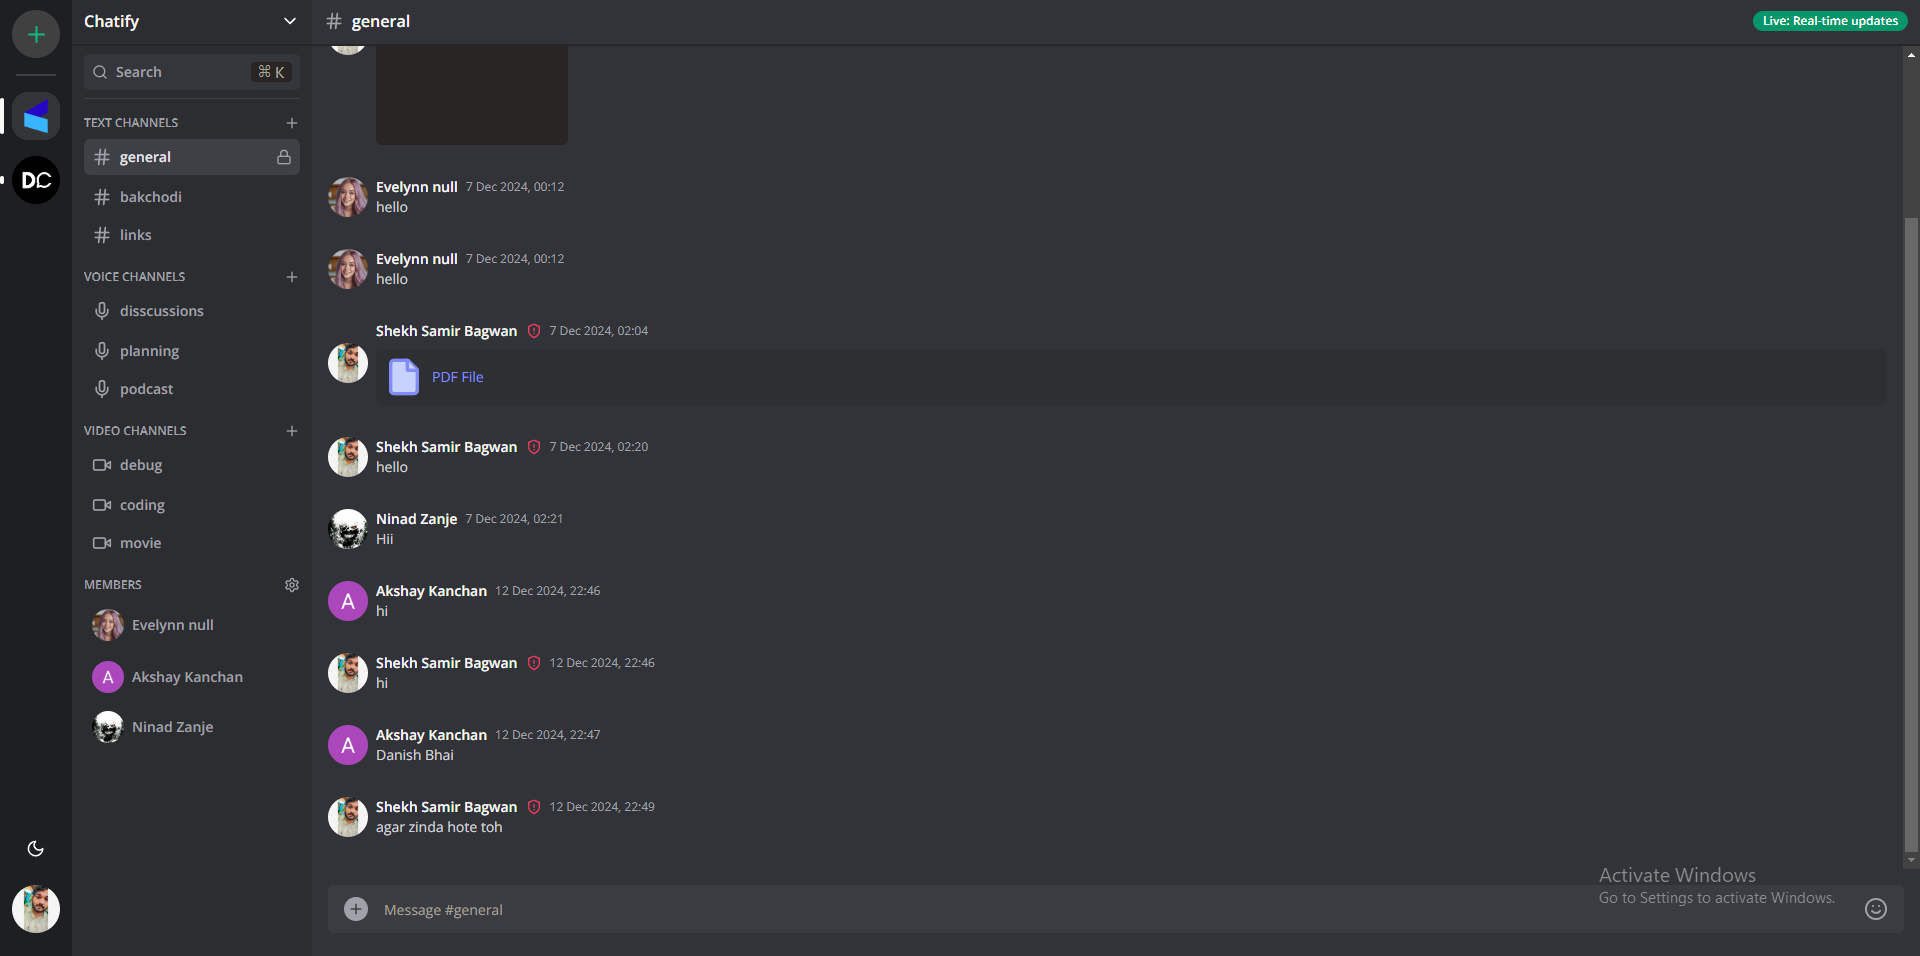 Chatify
Search
⌘ K
TEXT CHANNELS
general
bakchodi
links
VOICE CHANNELS
disscussions
planning
podcast
VIDEO CHANNELS
debug
coding
movie
MEMBERS
Evelynn null
A Akshay Kanchan
Ninad Zanje
DC
# general
Live: Real-time updates
Evelynn null 7 Dec 2024, 00:12
hello
Evelynn null 7 Dec 2024, 00:12
hello
Shekh Samir Bagwan 7 Dec 2024, 02:04
PDF File
Shekh Samir Bagwan 7 Dec 2024, 02:20
hello
Ninad Zanje 7 Dec 2024, 02:21
Hii
A Akshay Kanchan 12 Dec 2024, 22:46
hi
Shekh Samir Bagwan 12 Dec 2024, 22:46
hi
A Akshay Kanchan 12 Dec 2024, 22:47
Danish Bhai
Shekh Samir Bagwan 12 Dec 2024, 22:49
agar zinda hote toh
Message #general
Activate Windows
Go to Settings to activate Windows.